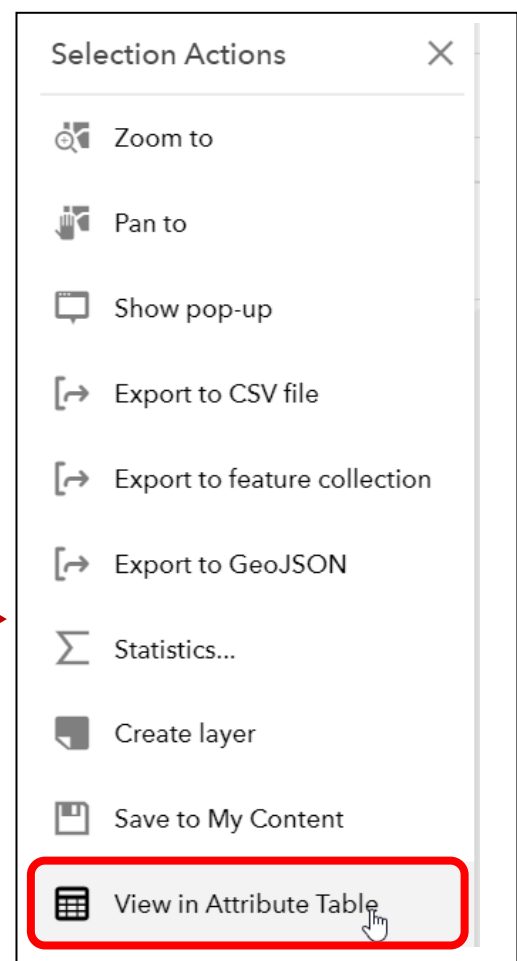 Selection Actions
Zoom to
Pan to
Show pop-up
Export to CSV file
Export to feature collection
Export to GeoJSON
Statistics...
Create layer
Save to My Content
View in Attribute Table